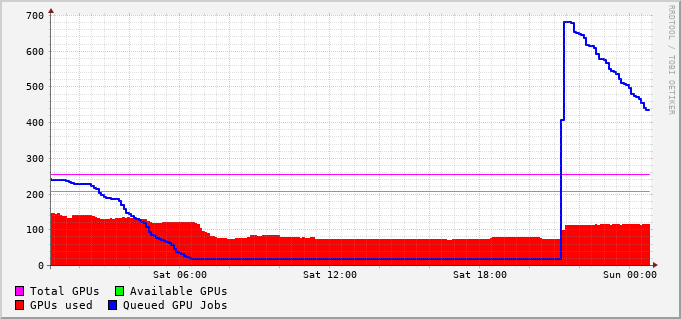 700
600
500
400
300
200
100
0
Sat 06:00 Sat 12:00 Sat 18:00 Sun 00:00
RRDTOOL / TOBI OETIKER
Total GPUs Available GPUs
GPUs used Queued GPU Jobs